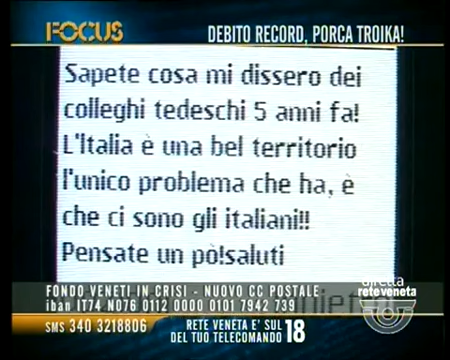 FOCUS
DEBITO RECORD, PORCA TROIKA!
Sapete cosa mi dissero dei
colleghi tedeschi 5 anni fa!
L'Italia è una bel territorio
l'unico problema che ha, è
che ci sono gli italiani!!
Pensate un pò!saluti
FONDO VENETI IN CRISI - NUOVO CC POSTALE
iban IT74 N076 0112 0000 0101 7942 739
diretta
reteveneta
SMS 340 3218806
RETE VENETA E' SUL
DEL TUO TELECOMANDO 18